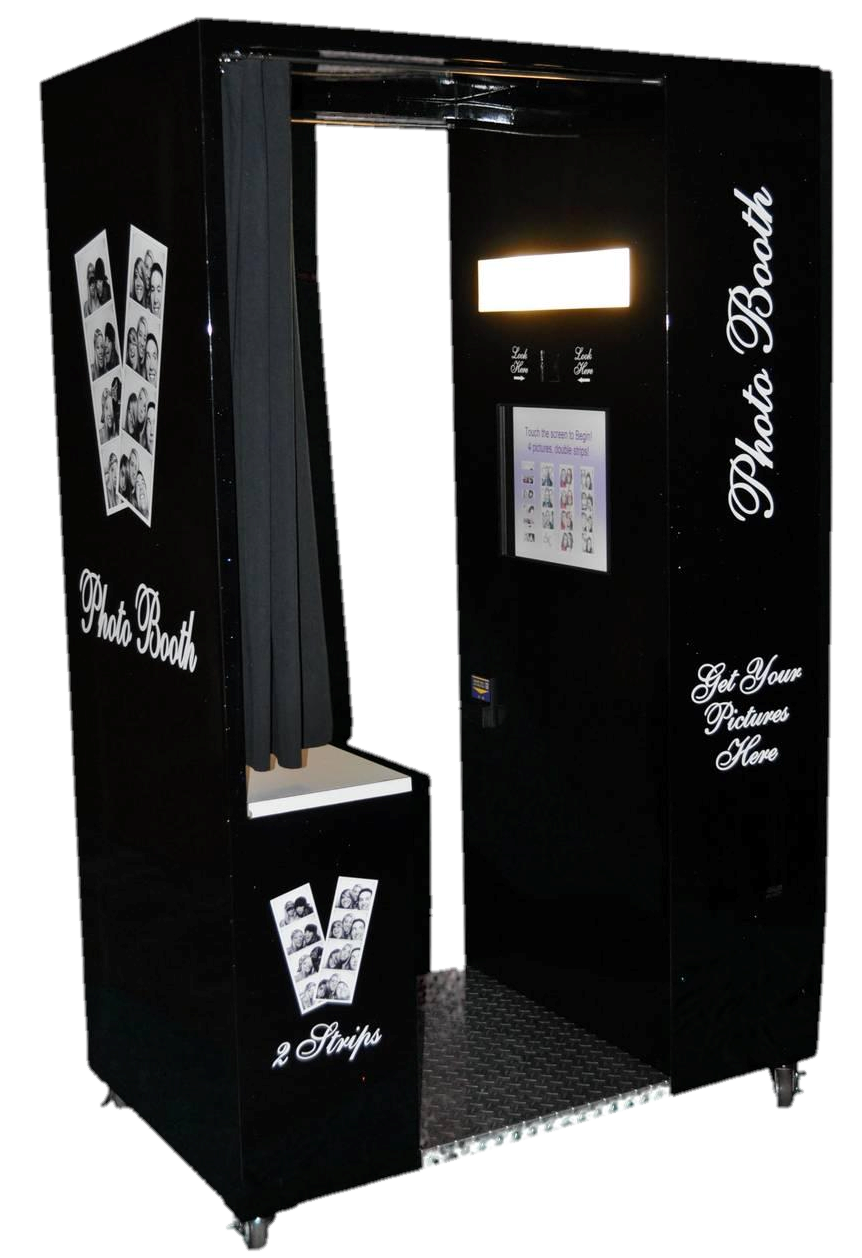 Photo Booth
Look
Here
Look
Here
Touch the screen to Begin!
4 pictures, double strips!
Photo Booth
Get Your
Pictures
Here
2 Strips